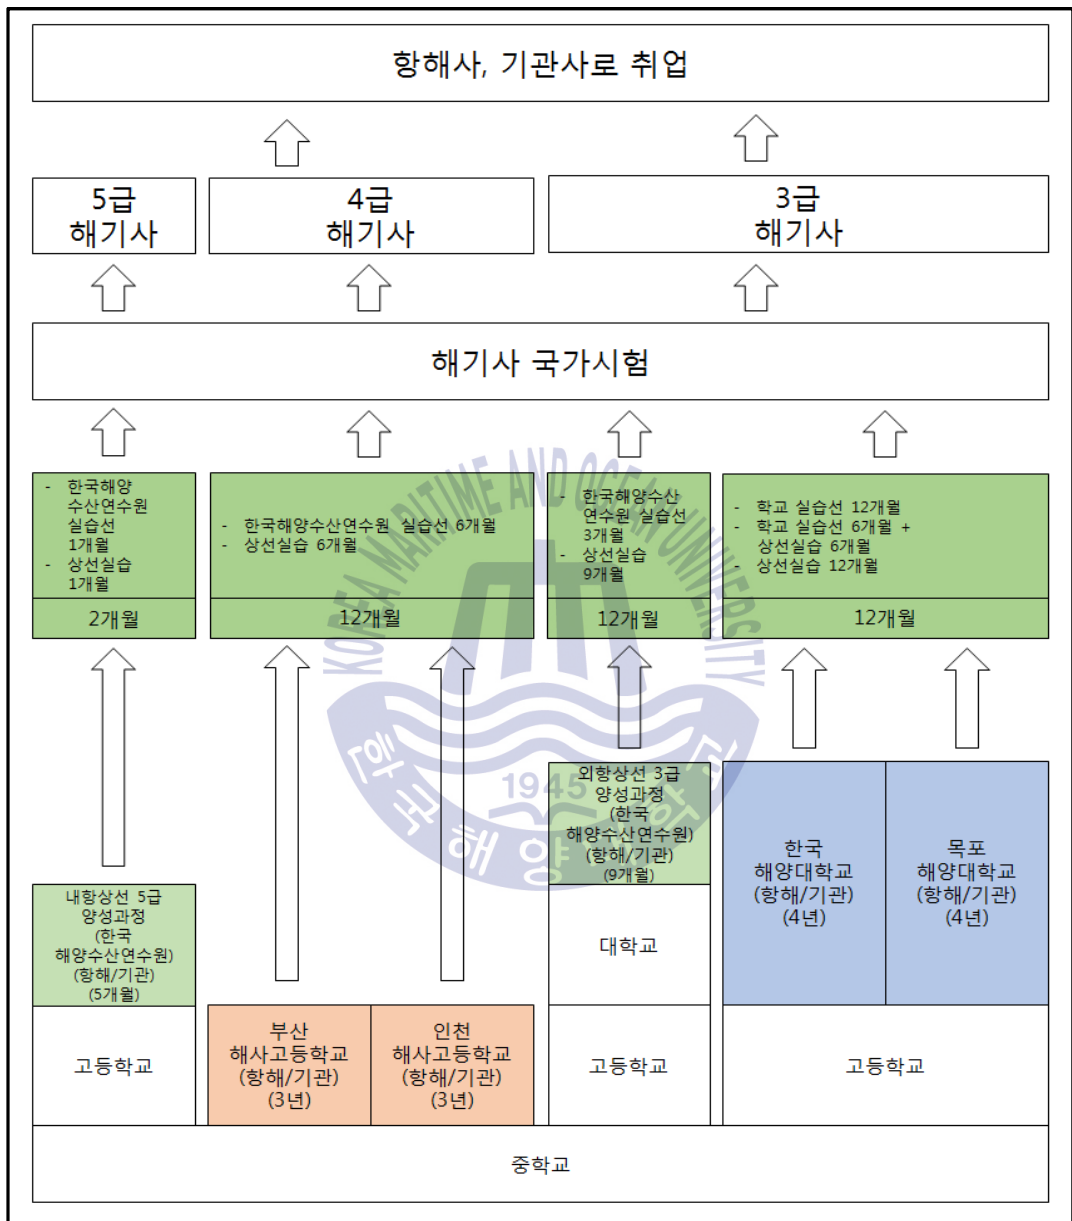 항해사, 기관사로 취업
5급
해기사
4급
해기사
3급
해기사
해기사 국가시험
- 한국해양
수산연수원
실습선
1개월
- 상선실습
1개월
2개월
- 한국해양수산연수원 실습선 6개월
- 상선실습 6개월
12개월
- 한국해양수산
연수원 실습선
3개월
- 상선실습
9개월
12개월
- 학교 실습선 12개월
- 학교 실습선 6개월 +
상선실습 6개월
- 상선실습 12개월
12개월
KOREA MARITIME AND OCEAN UNIVERSITY
1945
한국해양대학교
내항상선 5급
양성과정
(한국
해양수산연수원)
(항해/기관)
(5개월)
고등학교
부산
해사고등학교
(항해/기관)
(3년)
인천
해사고등학교
(항해/기관)
(3년)
외항상선 3급
양성과정
(한국
해양수산연수원)
(항해/기관)
(9개월)
대학교
고등학교
한국
해양대학교
(항해/기관)
(4년)
목포
해양대학교
(항해/기관)
(4년)
고등학교
중학교